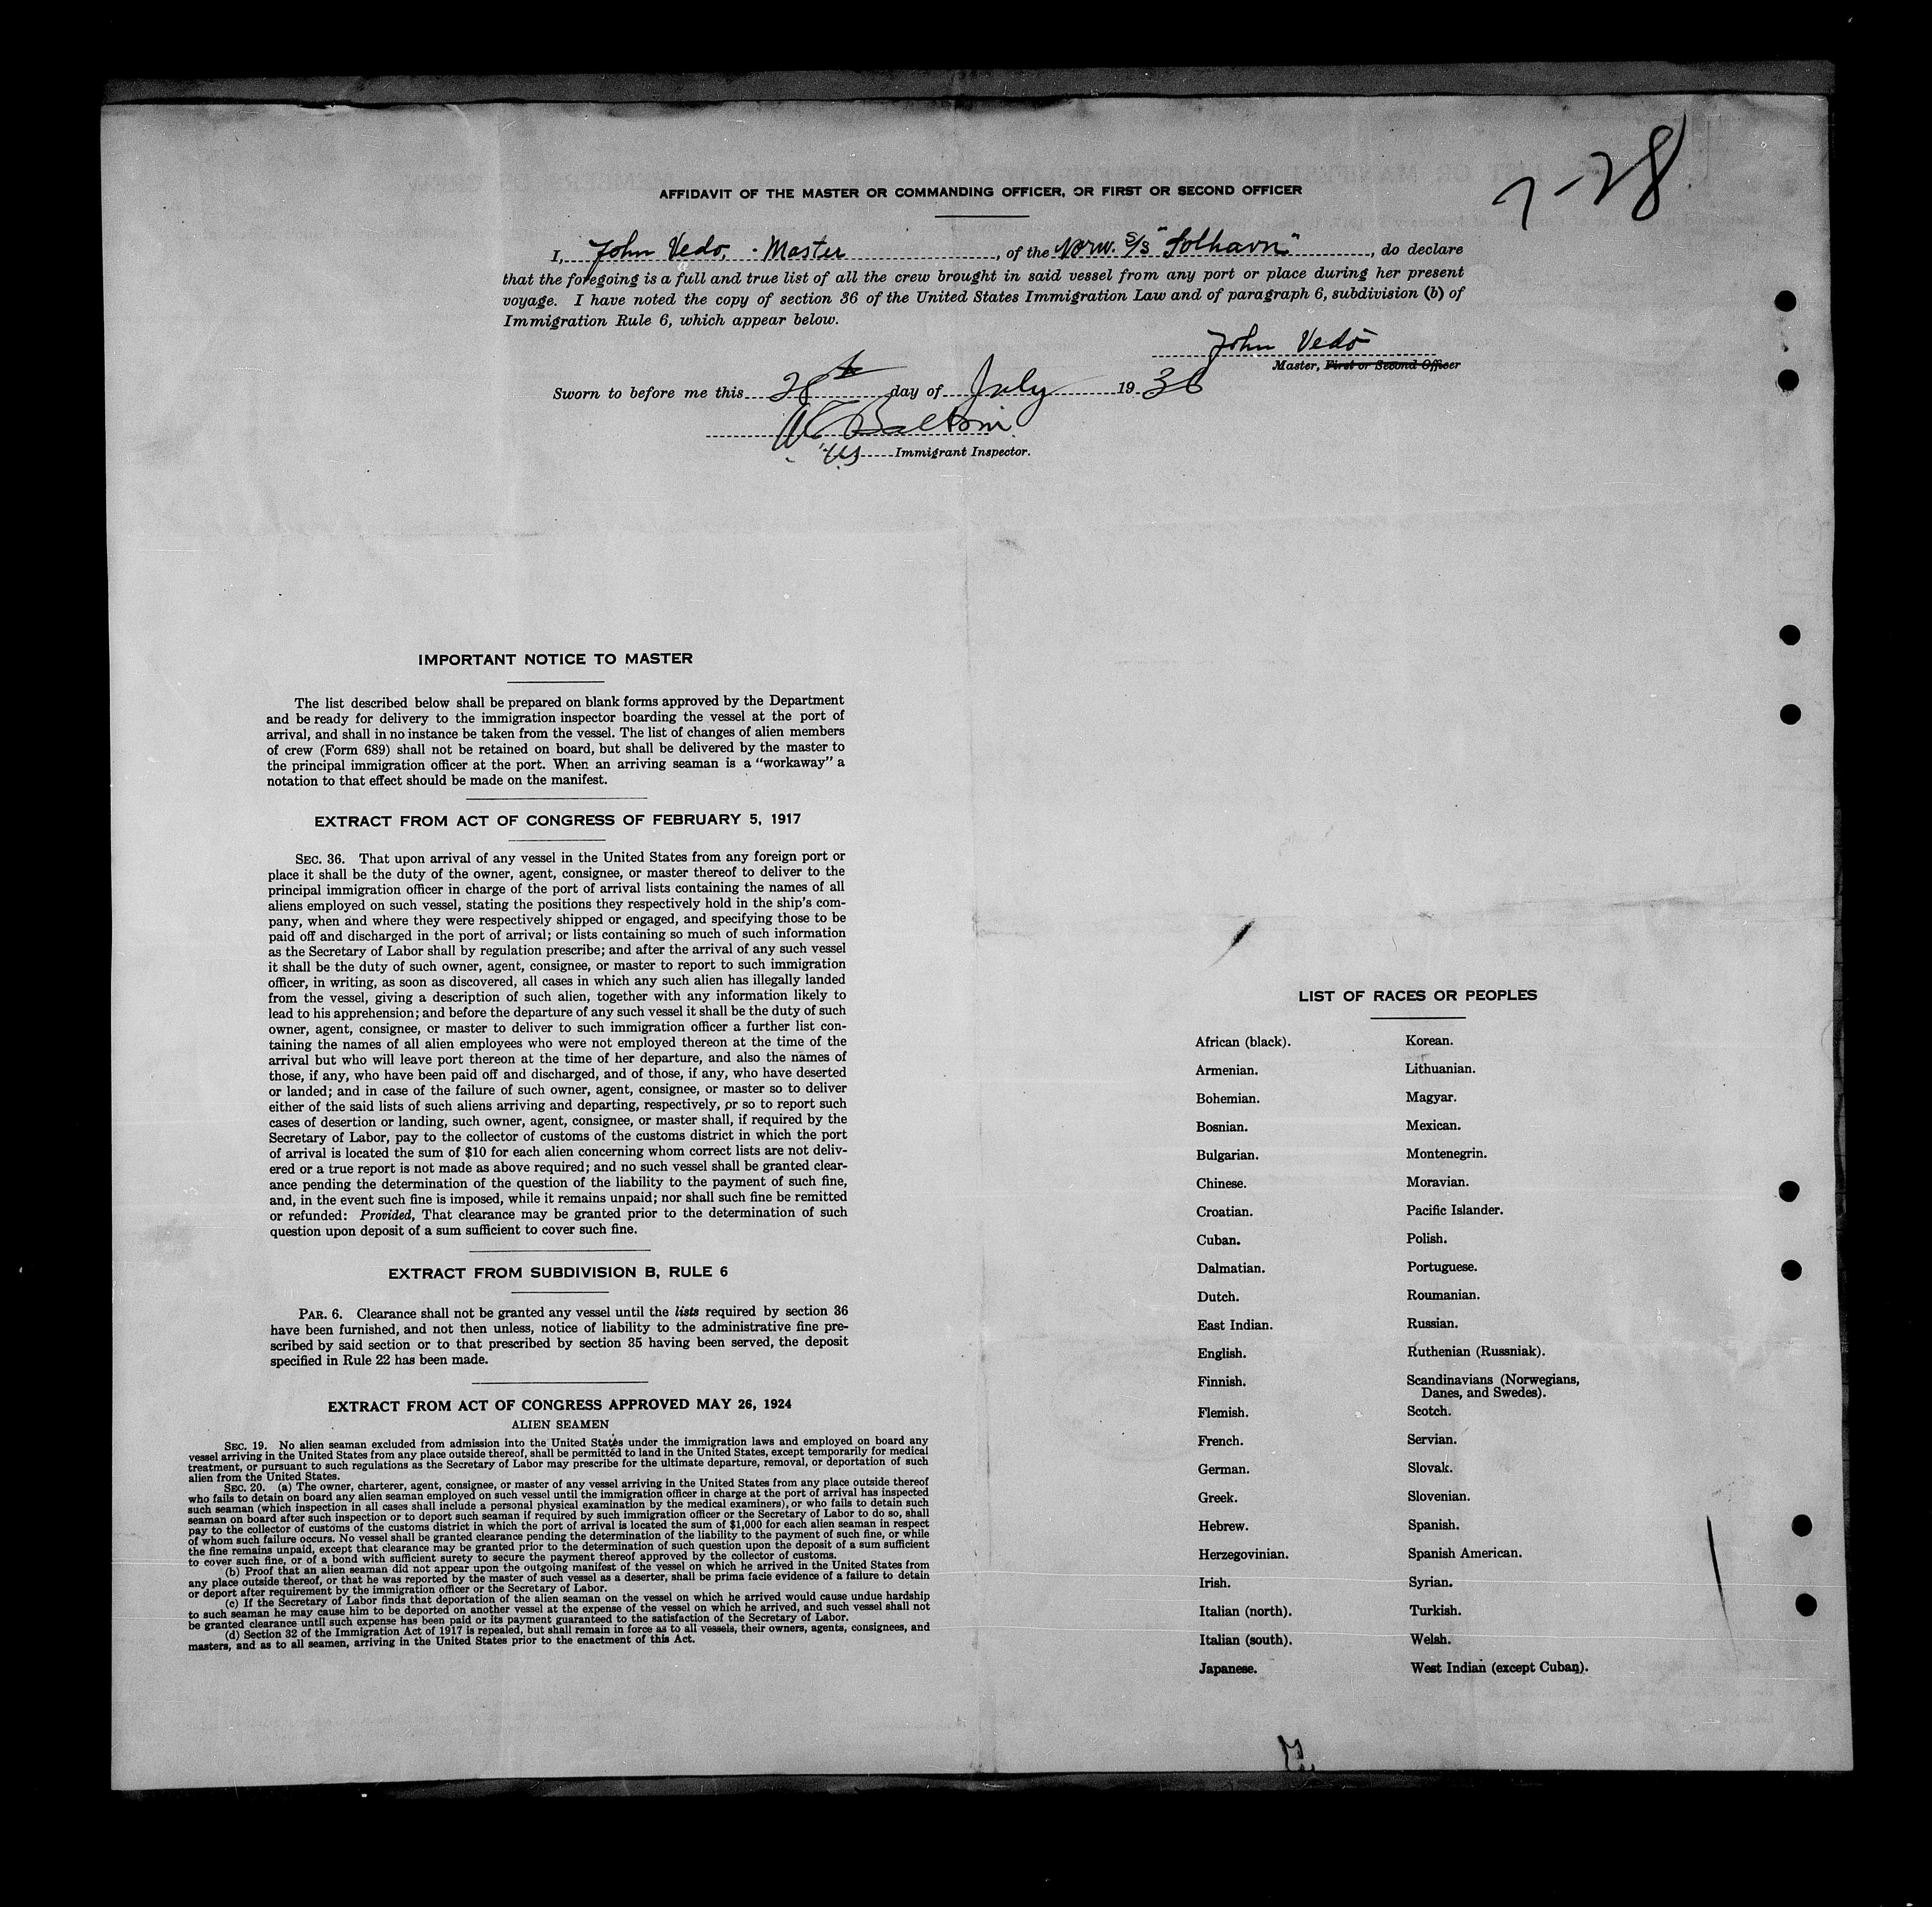 7-28
AFFIDAVIT OF THE MASTER OR COMMANDING OFFICER, OR FIRST OR SECOND OFFICER
I, John Vedo, - Master, of the Norw. S/S "Solhavn", do declare
that the foregoing is a full and true list of all the crew brought in said vessel from any port or place during her present
voyage. I have noted the copy of section 36 of the United States Immigration Law and of paragraph 6, subdivision (b) of
Immigration Rule 6, which appear below.
John Vedo
Master, First or Second Officer
Sworn to before me this 28th day of July 1936
Immigrant Inspector.
IMPORTANT NOTICE TO MASTER
The list described below shall be prepared on blank forms approved by the Department
and be ready for delivery to the immigration inspector boarding the vessel at the port of
arrival, and shall in no instance be taken from the vessel. The list of changes of alien members
of crew (Form 689) shall not be retained on board, but shall be delivered by the master to
the principal immigration officer at the port. When an arriving seaman is a "workaway" a
notation to that effect should be made on the manifest.
EXTRACT FROM ACT OF CONGRESS OF FEBRUARY 5, 1917
SEC. 36. That upon arrival of any vessel in the United States from any foreign port or
place it shall be the duty of the owner, agent, consignee, or master thereof to deliver to the
principal immigration officer in charge of the port of arrival lists containing the names of all
aliens employed on such vessel, stating the positions they respectively hold in the ship's com-
pany, when and where they were respectively shipped or engaged, and specifying those to be
paid off and discharged in the port of arrival; or lists containing so much of such information
as the Secretary of Labor shall by regulation prescribe; and after the arrival of any such vessel
it shall be the duty of such owner, agent, consignee, or master to report to such immigration
officer, in writing, as soon as discovered, all cases in which any such alien has illegally landed
from the vessel, giving a description of such alien, together with any information likely to
lead to his apprehension; and before the departure of any such vessel it shall be the duty of such
owner, agent, consignee, or master to deliver to such immigration officer a further list con-
taining the names of all alien employees who were not employed thereon at the time of the
arrival but who will leave port thereon at the time of her departure, and also the names of
those, if any, who have been paid off and discharged, and of those, if any, who have deserted
or landed; and in case of the failure of such owner, agent, consignee, or master so to deliver
either of the said lists of such aliens arriving and departing, respectively, or so to report such
cases of desertion or landing, such owner, agent, consignee, or master shall, if required by the
Secretary of Labor, pay to the collector of customs of the customs district in which the port
of arrival is located the sum of $10 for each alien concerning whom correct lists are not deliv-
ered or a true report is not made as above required; and no such vessel shall be granted clear-
ance pending the determination of the question of the liability to the payment of such fine,
and, in the event such fine is imposed, while it remains unpaid; nor shall such fine be remitted
or refunded: Provided, That clearance may be granted prior to the determination of such
question upon deposit of a sum sufficient to cover such fine.
EXTRACT FROM SUBDIVISION B, RULE 6
PAR. 6. Clearance shall not be granted any vessel until the lists required by section 36
have been furnished, and not then unless, notice of liability to the administrative fine pre-
scribed by said section or to that prescribed by section 35 having been served, the deposit
specified in Rule 22 has been made.
EXTRACT FROM ACT OF CONGRESS APPROVED MAY 26, 1924
ALIEN SEAMEN
SEC. 19. No alien seaman excluded from admission into the United States under the immigration laws and employed on board any
vessel arriving in the United States from any place outside thereof, shall be permitted to land in the United States, except temporarily for medical
treatment, or pursuant to such regulations as the Secretary of Labor may prescribe for the ultimate departure, removal, or deportation of such
alien from the United States.
SEC. 20. (a) The owner, charterer, agent, consignee, or master of any vessel arriving in the United States from any place outside thereof
who fails to detain on board any alien seaman employed on such vessel until the immigration officer in charge at the port of arrival has inspected
such seaman (which inspection in all cases shall include a personal physical examination by the medical examiners), or who fails to detain such
seaman on board after such inspection or to deport such seaman if required by such immigration officer or the Secretary of Labor to do so, shall
pay to the collector of customs of the customs district in which the port of arrival is located the sum of $1,000 for each alien seaman in respect
of whom such failure occurs. No vessel shall be granted clearance pending the determination of the liability to the payment of such fine, or while
the fine remains unpaid, except that clearance may be granted prior to the determination of such question upon the deposit of a sum sufficient
to cover such fine, or of a bond with sufficient surety to secure the payment thereof approved by the collector of customs.
(b) Proof that an alien seaman did not appear upon the outgoing manifest of the vessel on which he arrived in the United States from
any place outside thereof, or that he was reported by the master of such vessel as a deserter, shall be prima facie evidence of a failure to detain
or deport after requirement by the immigration officer or the Secretary of Labor.
(c) If the Secretary of Labor finds that deportation of the alien seaman on the vessel on which he arrived would cause undue hardship
to such seaman he may cause him to be deported on another vessel at the expense of the vessel on which he arrived, and such vessel shall not
be granted clearance until such expense has been paid or its payment guaranteed to the satisfaction of the Secretary of Labor.
(d) Section 32 of the Immigration Act of 1917 is repealed, but shall remain in force as to all vessels, their owners, agents, consignees, and
masters, and as to all seamen, arriving in the United States prior to the enactment of this Act.
LIST OF RACES OR PEOPLES
African (black). Korean.
Armenian. Lithuanian.
Bohemian. Magyar.
Bosnian. Mexican.
Bulgarian. Montenegrin.
Chinese. Moravian.
Croatian. Pacific Islander.
Cuban. Polish.
Dalmatian. Portuguese.
Dutch. Roumanian.
East Indian. Russian.
English. Ruthenian (Russniak).
Finnish. Scandinavians (Norwegians,
Danes, and Swedes).
Flemish. Scotch.
French. Servian.
German. Slovak.
Greek. Slovenian.
Hebrew. Spanish.
Herzegovinian. Spanish American.
Irish. Syrian.
Italian (north). Turkish.
Italian (south). Welsh.
Japanese. West Indian (except Cuban).